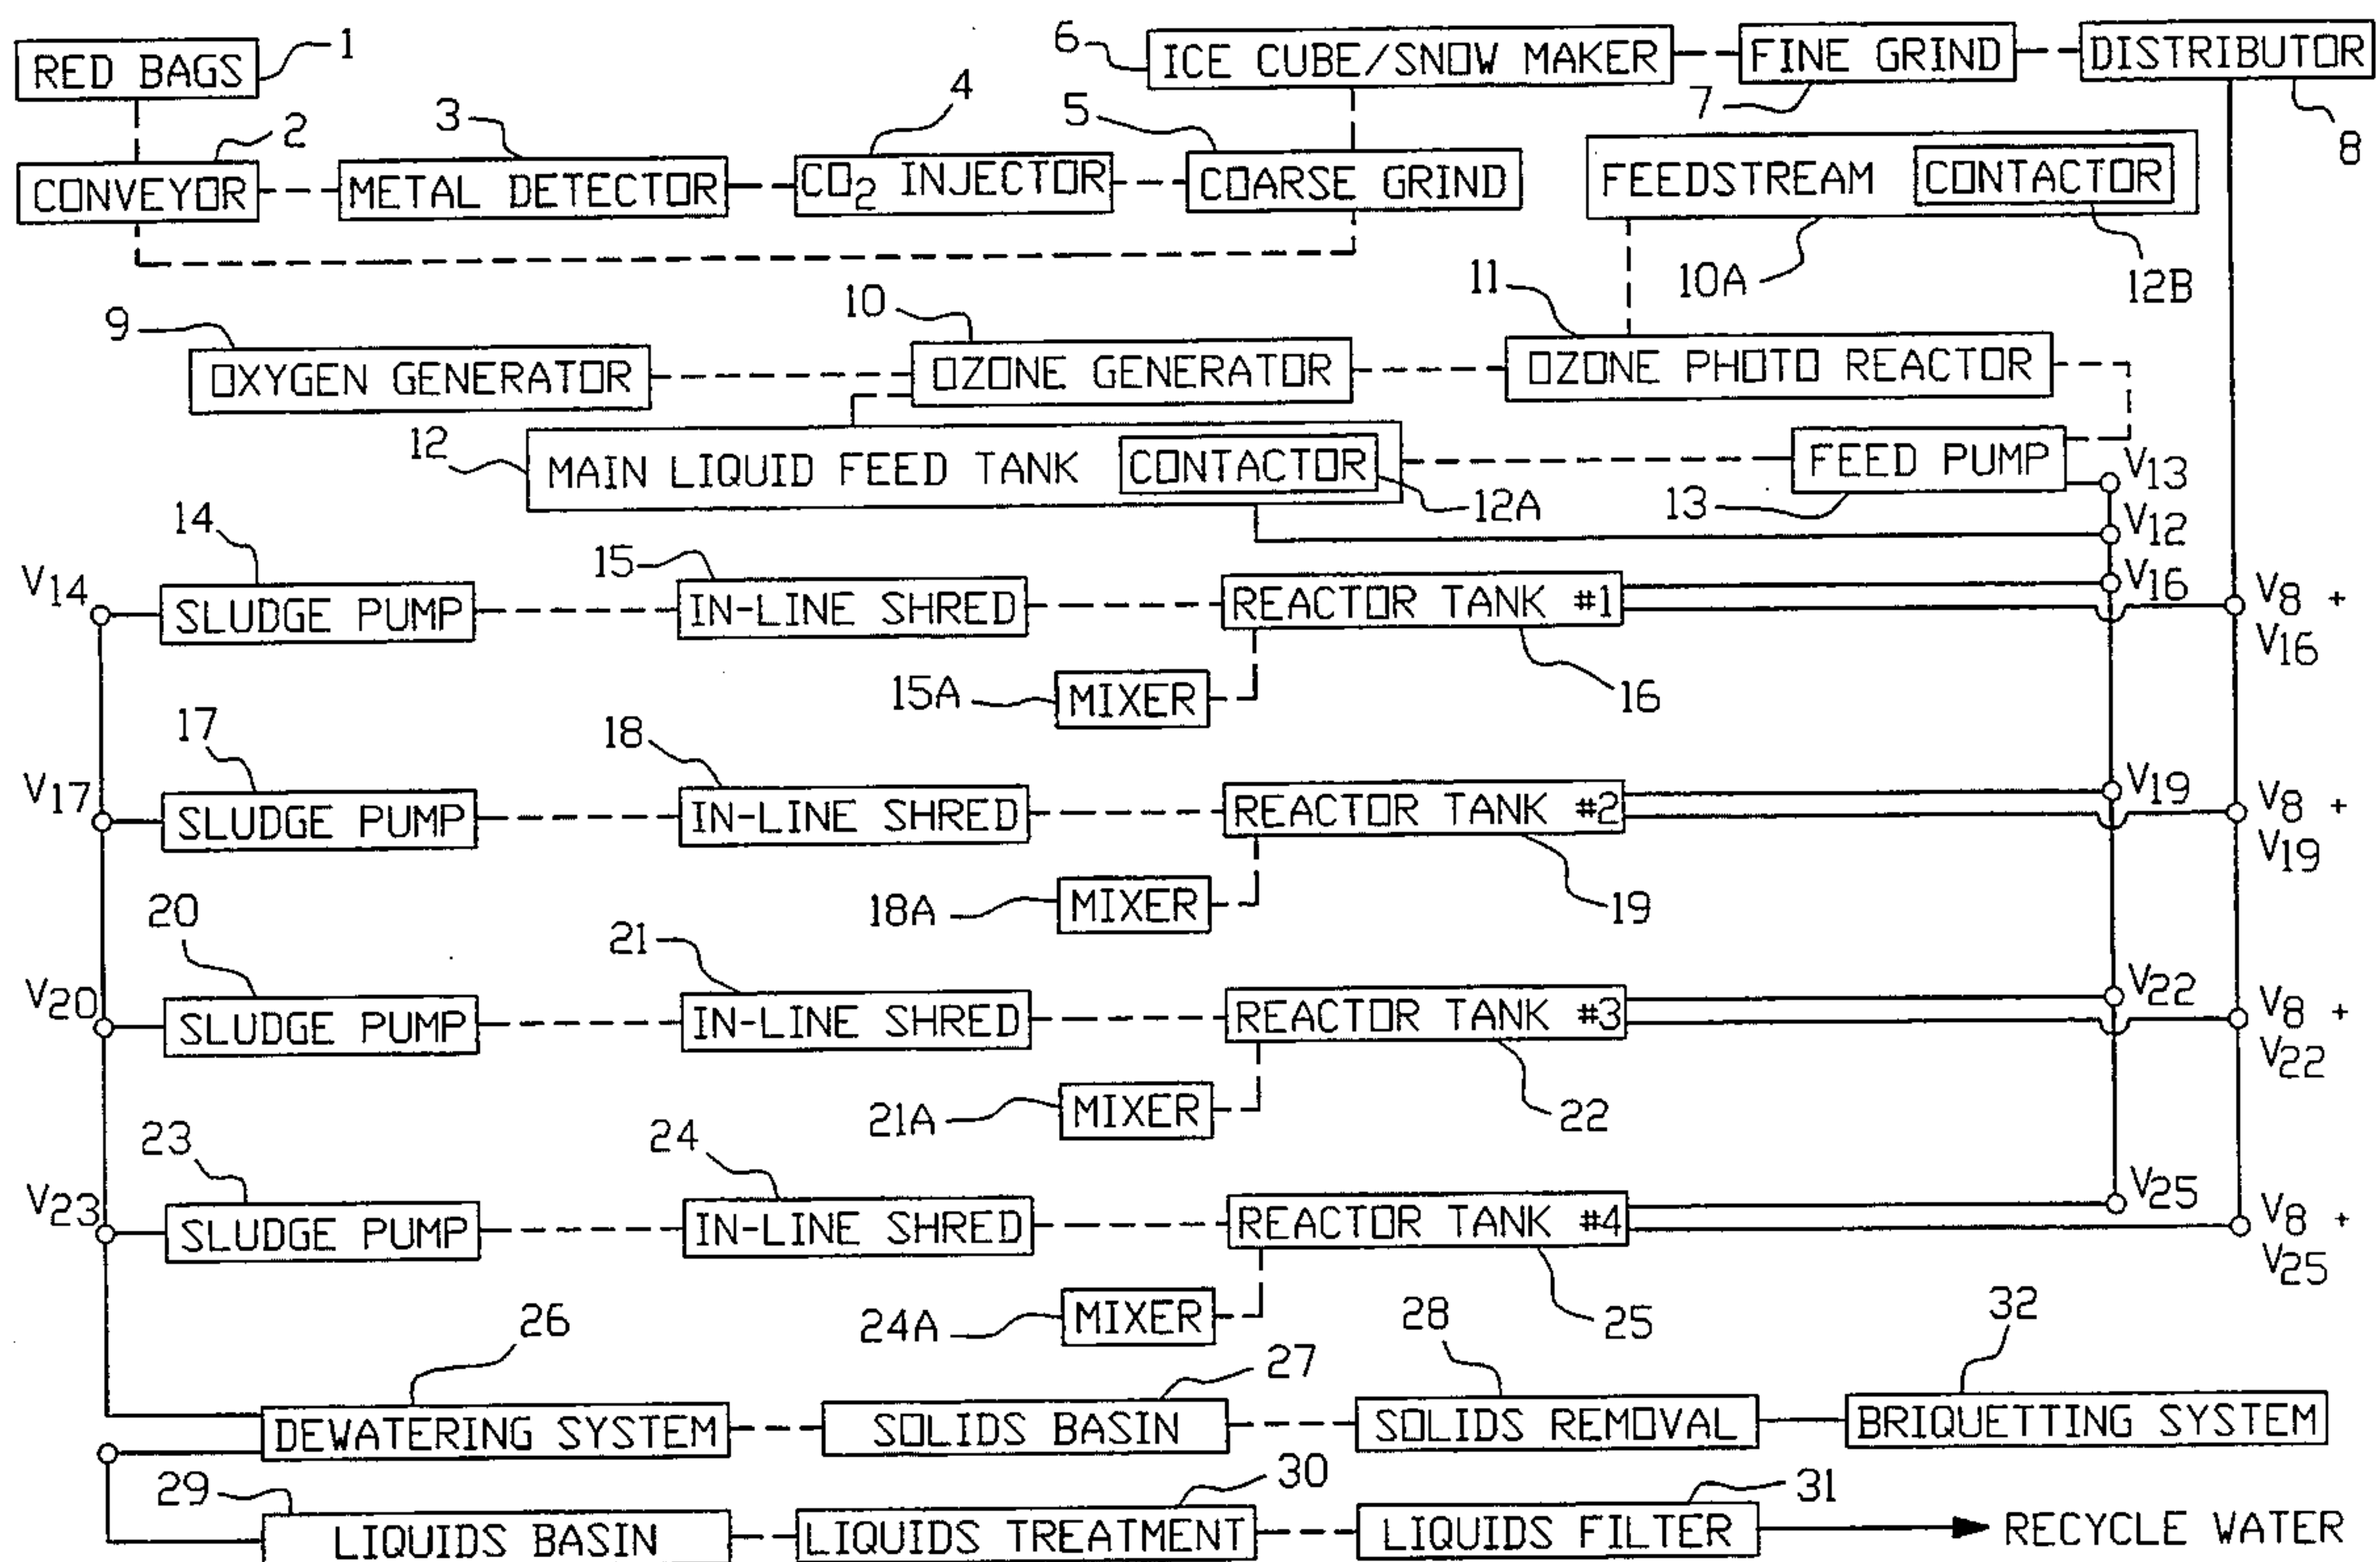 RED BAGS
1
6
ICE CUBE/SNOW MAKER
FINE GRIND
DISTRIBUTOR
7
8
2
3
4
5
CONVEYOR
METAL DETECTOR
CO2 INJECTOR
COARSE GRIND
FEEDSTREAM
CONTACTOR
10A
12B
9
10
11
OXYGEN GENERATOR
OZONE GENERATOR
OZONE PHOTO REACTOR
12
MAIN LIQUID FEED TANK
CONTACTOR
FEED PUMP
V13
12A
13
V12
14
15
V14
SLUDGE PUMP
IN-LINE SHRED
REACTOR TANK #1
V16
V8 +
V16
15A
MIXER
16
17
18
V17
SLUDGE PUMP
IN-LINE SHRED
REACTOR TANK #2
V19
V8 +
V19
18A
MIXER
19
20
21
V20
SLUDGE PUMP
IN-LINE SHRED
REACTOR TANK #3
V22
V8 +
V22
21A
MIXER
22
23
24
V23
SLUDGE PUMP
IN-LINE SHRED
REACTOR TANK #4
V25
V8 +
V25
24A
MIXER
25
26
27
28
32
DEWATERING SYSTEM
SOLIDS BASIN
SOLIDS REMOVAL
BRIQUETTING SYSTEM
29
30
31
LIQUIDS BASIN
LIQUIDS TREATMENT
LIQUIDS FILTER
RECYCLE WATER